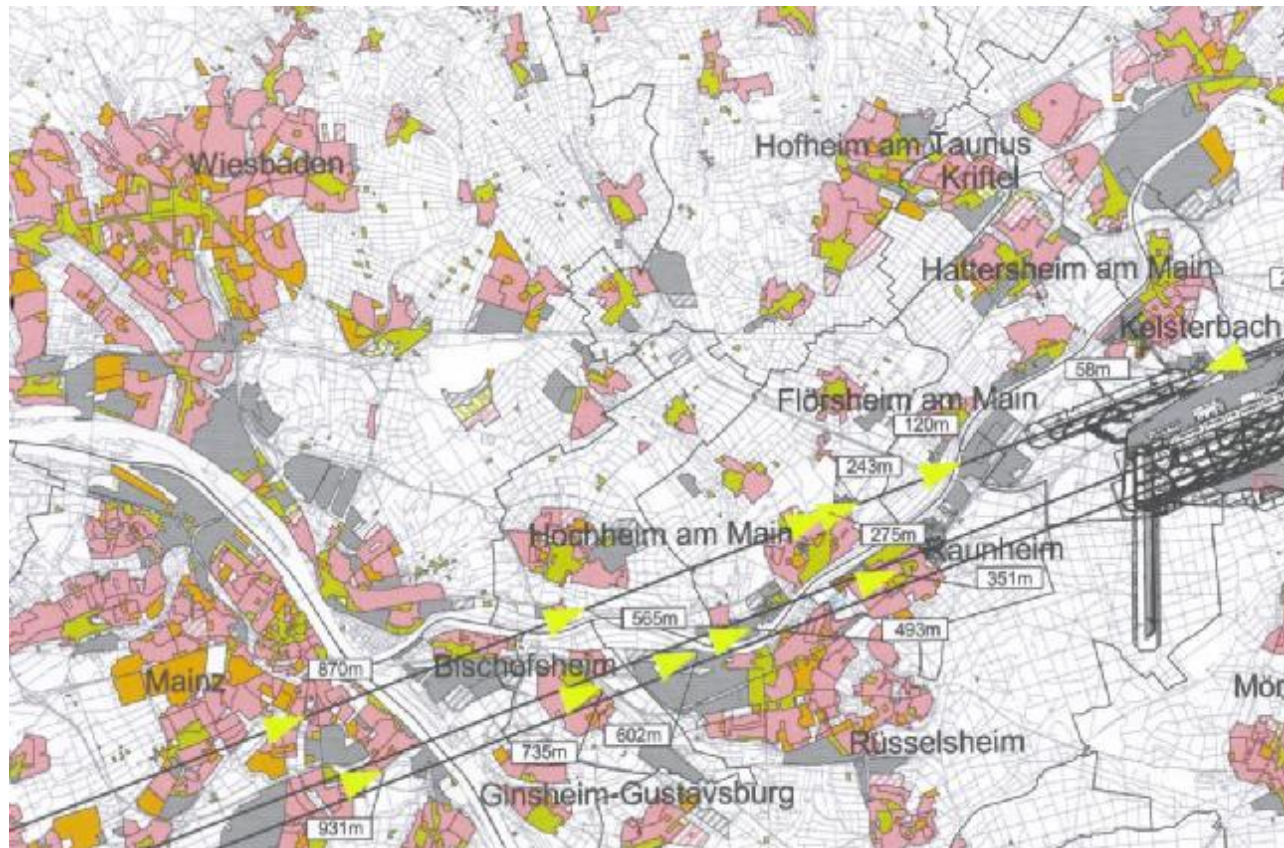 Wiesbaden
Hofheim am Taunus
Kriftel
Hattersheim am Main
Kelsterbach
58m
Flörsheim am Main
120m
243m
Hochheim am Main
275m
Raunheim
351m
565m
493m
870m
Bischofsheim
Mainz
Mör
602m
Rüsselsheim
735m
Ginsheim-Gustavsburg
931m